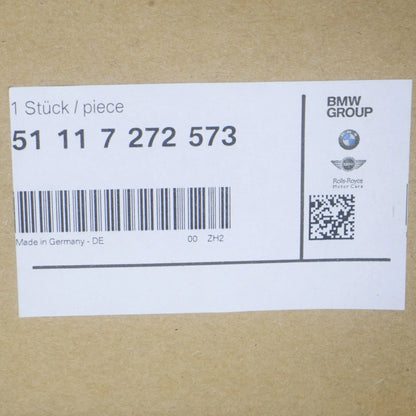 1 Stück / piece
51 11 7 272 573
Made in Germany - DE
00 ZH2
BMW
GROUP
Rolls-Royce
Motor Cars